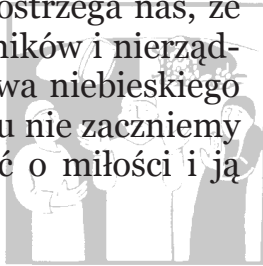 ostrzega nas, że
ników i nierząd-
wa niebieskiego
u nie zaczniemy
ć o miłości i ją